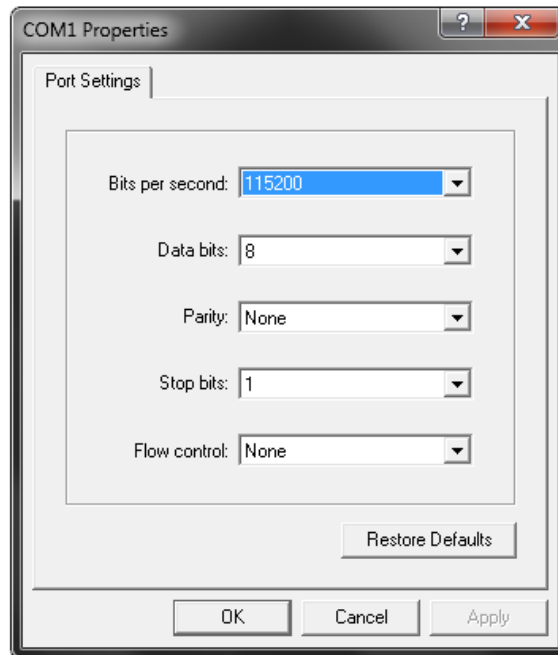 COM1 Properties
Port Settings
Bits per second: 115200
Data bits: 8
Parity: None
Stop bits: 1
Flow control: None
Restore Defaults
OK Cancel Apply